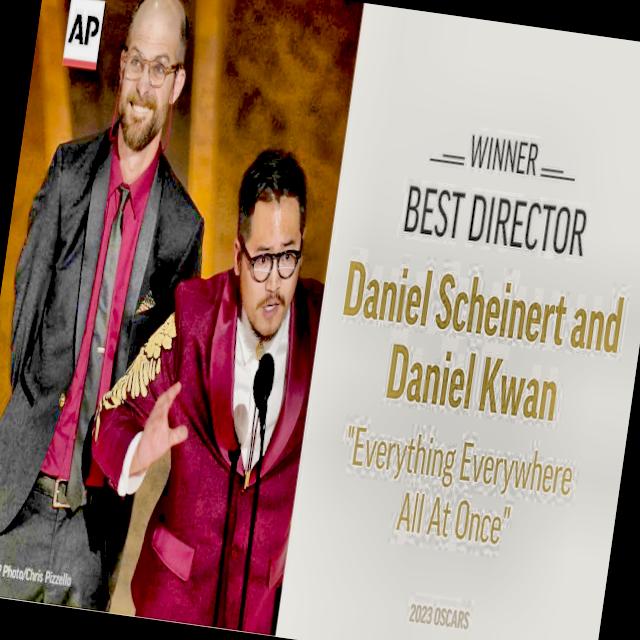 AP
WINNER
BEST DIRECTOR
Daniel Scheinert and
Daniel Kwan
"Everything Everywhere
All At Once"
2023 OSCARS
Photo/Chris Pizzello